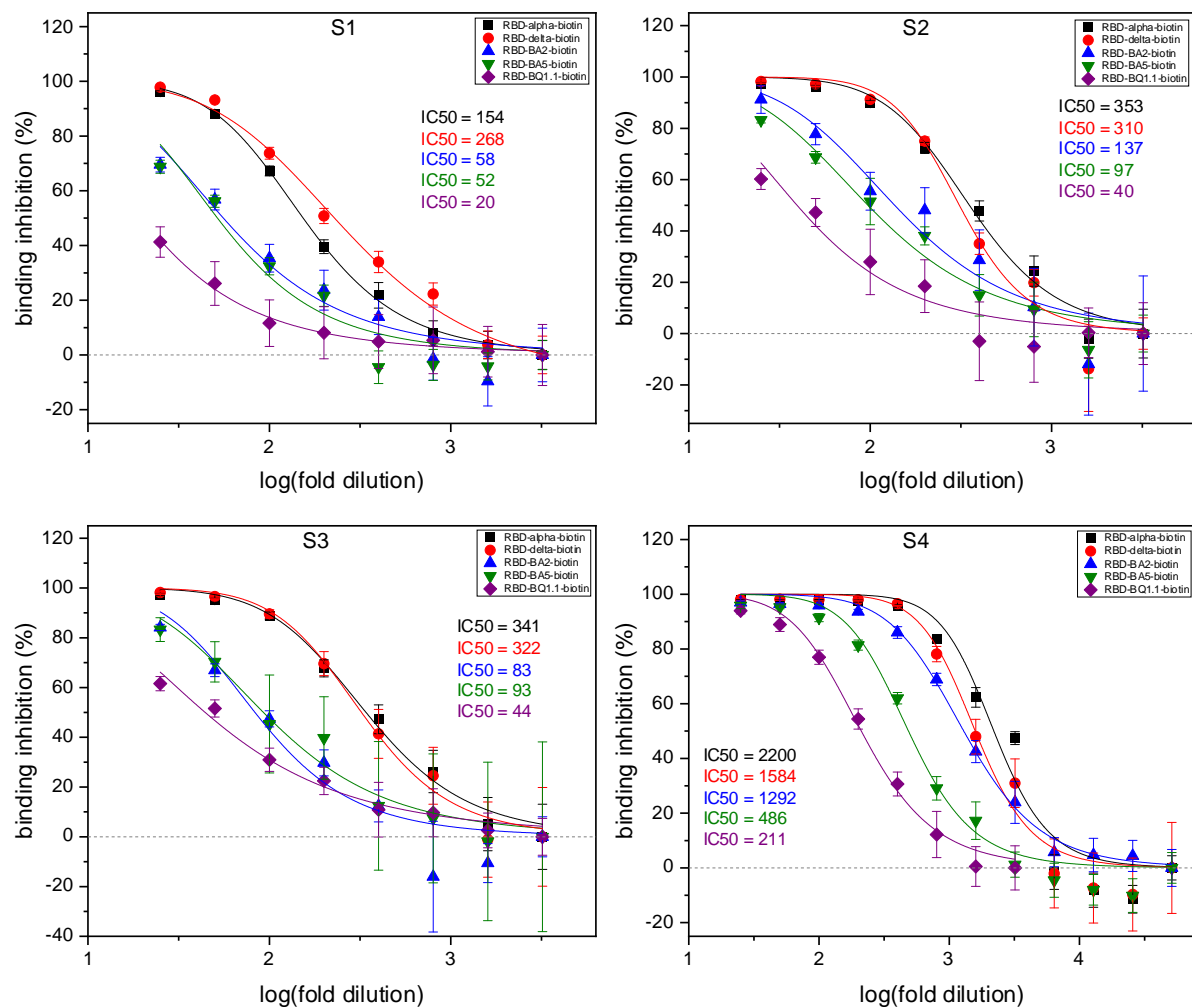 S1
RBD-alpha-biotin
RBD-delta-biotin
RBD-BA2-biotin
RBD-BA5-biotin
RBD-BQ1.1-biotin
IC50 = 154
IC50 = 268
IC50 = 58
IC50 = 52
IC50 = 20
120
100
80
60
40
20
0
-20
binding inhibition (%)
1
2
3
log(fold dilution)
S2
RBD-alpha-biotin
RBD-delta-biotin
RBD-BA2-biotin
RBD-BA5-biotin
RBD-BQ1.1-biotin
IC50 = 353
IC50 = 310
IC50 = 137
IC50 = 97
IC50 = 40
120
100
80
60
40
20
0
-20
binding inhibition (%)
1
2
3
log(fold dilution)
S3
RBD-alpha-biotin
RBD-delta-biotin
RBD-BA2-biotin
RBD-BA5-biotin
RBD-BQ1.1-biotin
IC50 = 341
IC50 = 322
IC50 = 83
IC50 = 93
IC50 = 44
120
100
80
60
40
20
0
-20
-40
binding inhibition (%)
1
2
3
log(fold dilution)
S4
RBD-alpha-biotin
RBD-delta-biotin
RBD-BA2-biotin
RBD-BA5-biotin
RBD-BQ1.1-biotin
IC50 = 2200
IC50 = 1584
IC50 = 1292
IC50 = 486
IC50 = 211
120
100
80
60
40
20
0
-20
binding inhibition (%)
1
2
3
4
log(fold dilution)